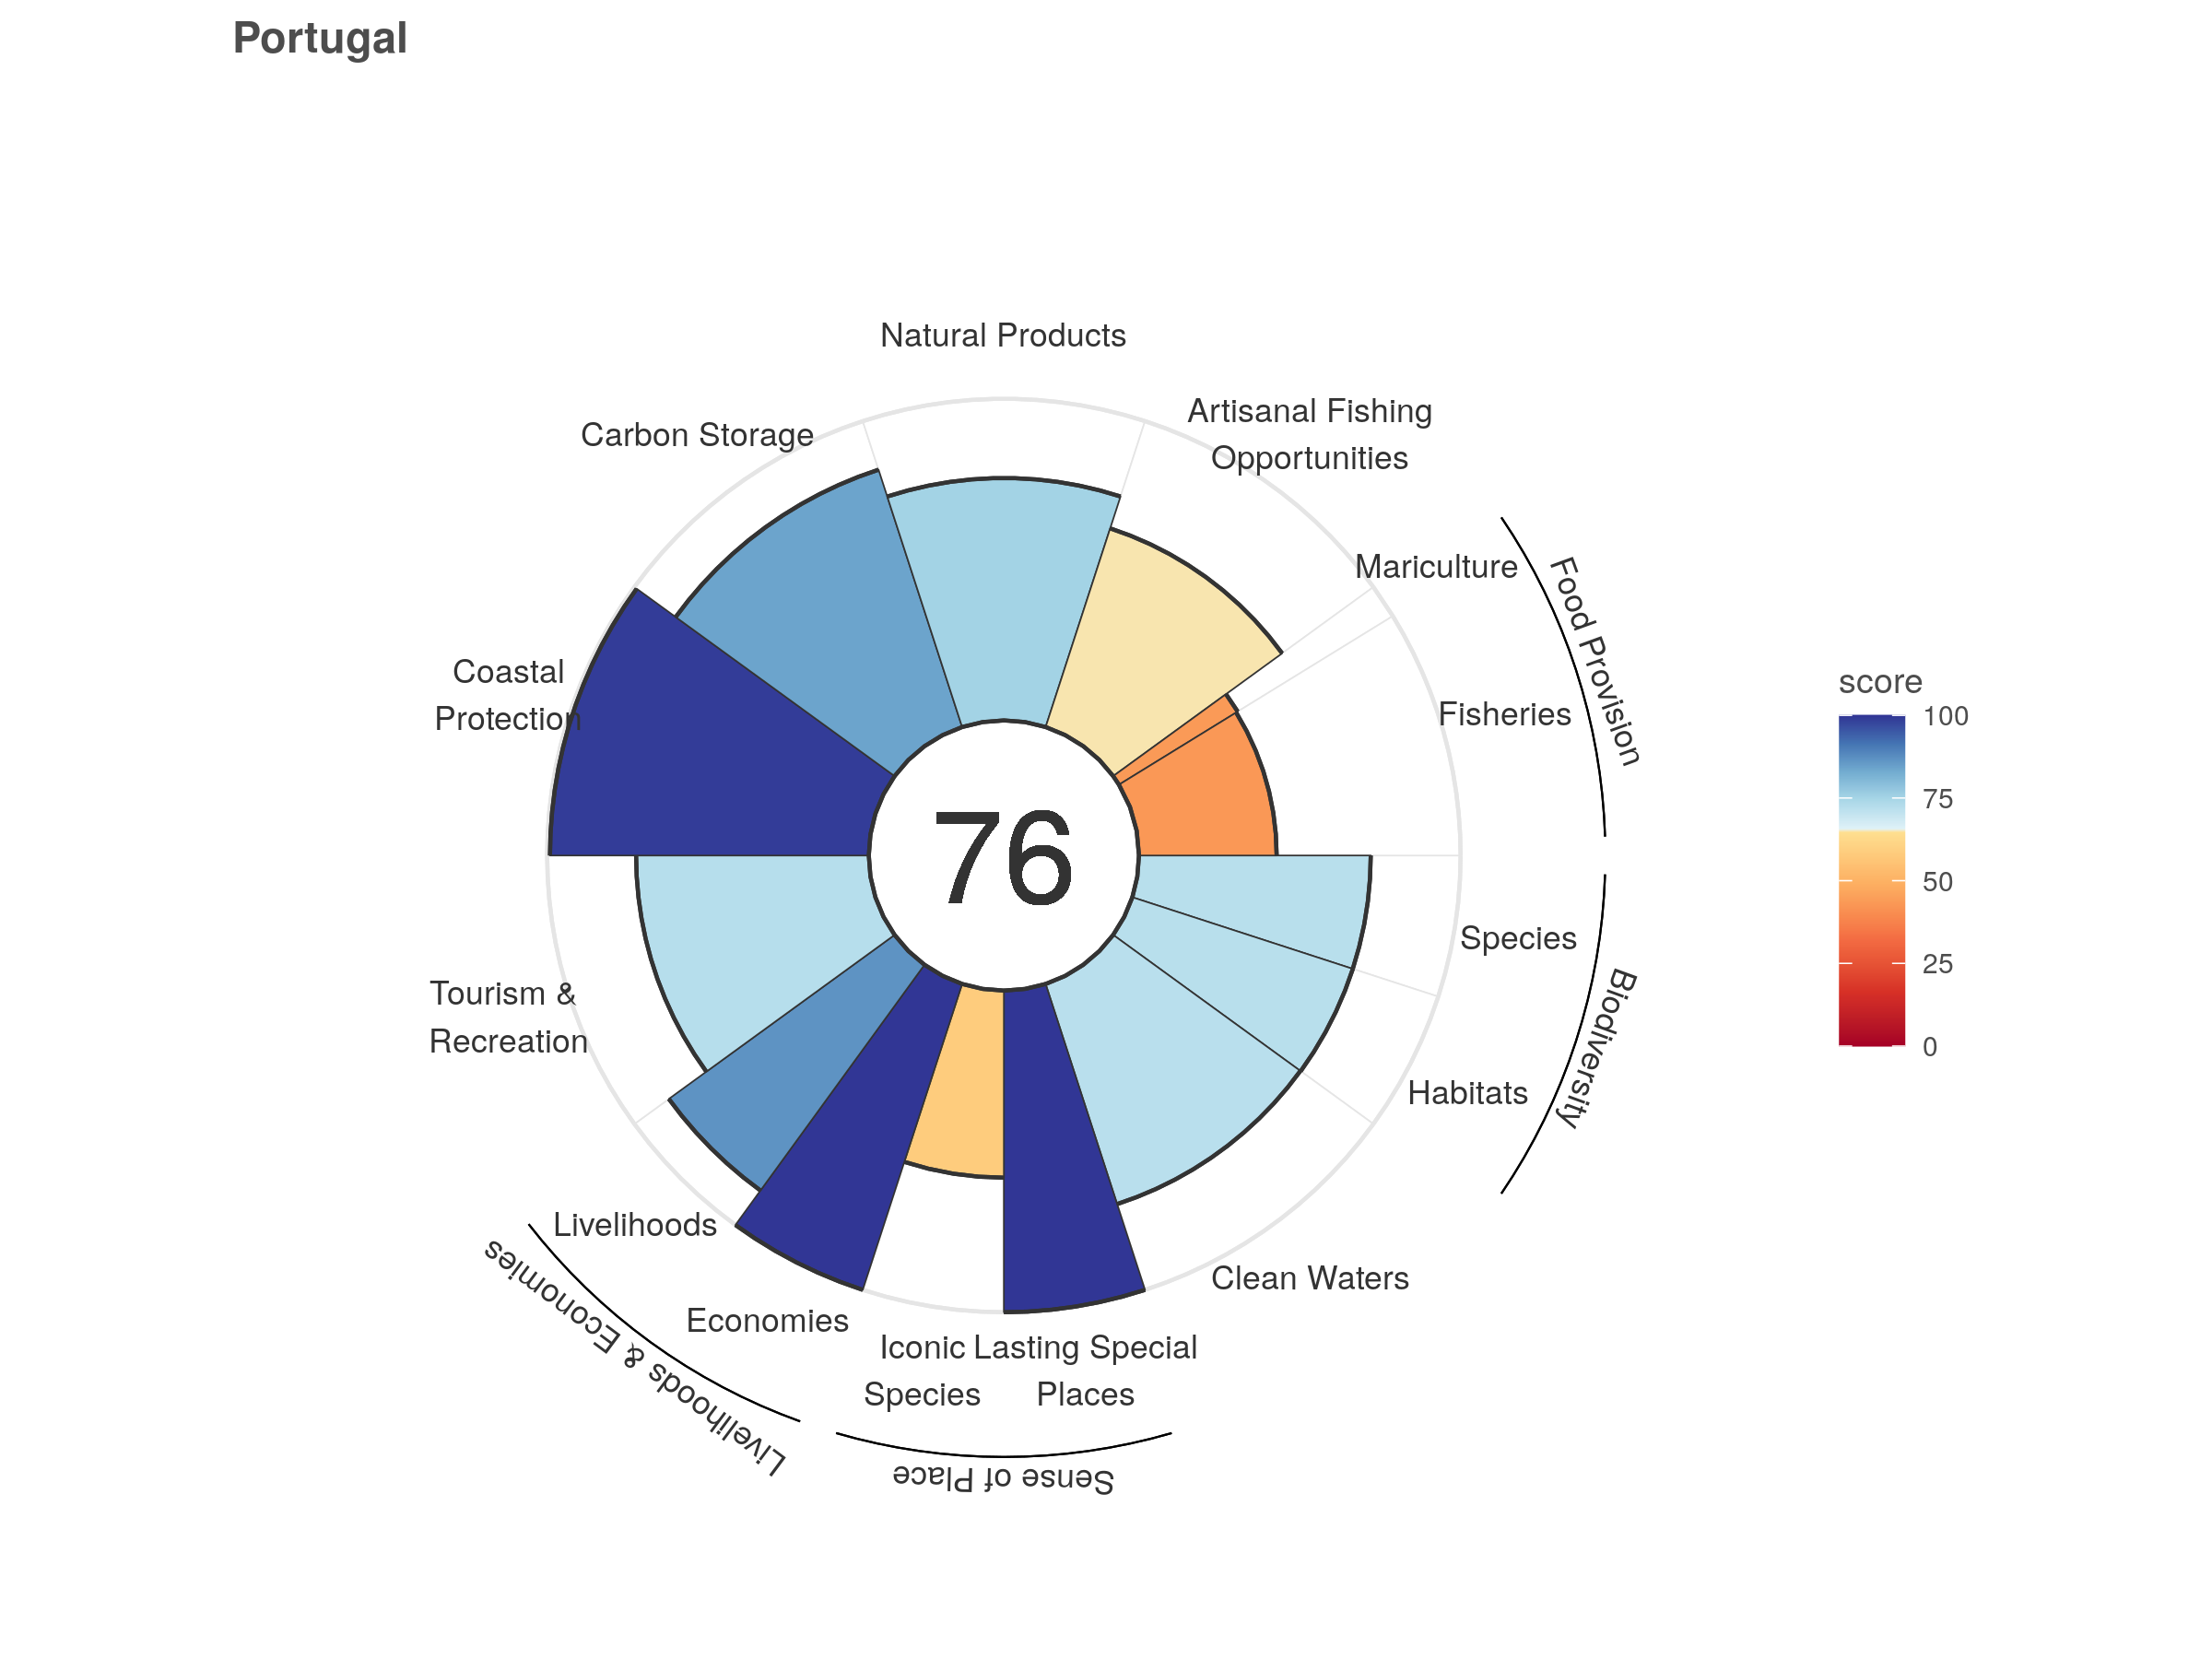 Portugal
Natural Products
Artisanal Fishing
Opportunities
Carbon Storage
Mariculture
Food Provision
Fisheries
Coastal
Protection
76
score
100
75
50
25
0
Species
Biodiversity
Habitats
Tourism &
Recreation
Livelihoods
Livelihoods & Economies
Economies
Clean Waters
Iconic
Species
Lasting Special
Places
Sense of Place